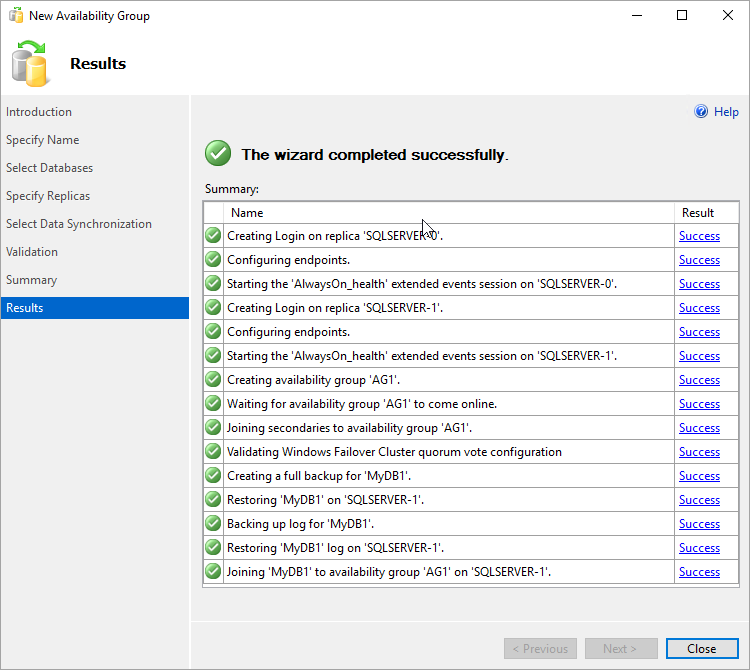 New Availability Group
Results
Introduction
Specify Name
Select Databases
Specify Replicas
Select Data Synchronization
Validation
Summary
Results
Help
The wizard completed successfully.
Summary:
Name Result
Creating Login on replica 'SQLSERVER-0'. Success
Configuring endpoints. Success
Starting the 'AlwaysOn_health' extended events session on 'SQLSERVER-0'. Success
Creating Login on replica 'SQLSERVER-1'. Success
Configuring endpoints. Success
Starting the 'AlwaysOn_health' extended events session on 'SQLSERVER-1'. Success
Creating availability group 'AG1'. Success
Waiting for availability group 'AG1' to come online. Success
Joining secondaries to availability group 'AG1'. Success
Validating Windows Failover Cluster quorum vote configuration Success
Creating a full backup for 'MyDB1'. Success
Restoring 'MyDB1' on 'SQLSERVER-1'. Success
Backing up log for 'MyDB1'. Success
Restoring 'MyDB1' log on 'SQLSERVER-1'. Success
Joining 'MyDB1' to availability group 'AG1' on 'SQLSERVER-1'. Success
< Previous Next > Close